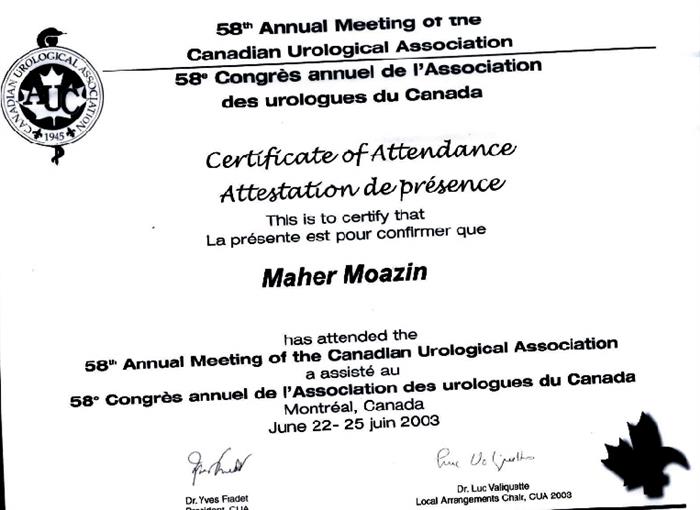 58th Annual Meeting of the
Canadian Urological Association
58e Congrès annuel de l'Association
des urologues du Canada
CANADIAN UROLOGICAL ASSOCIATION
AUC
1945
Certificate of Attendance
Attestation de présence
This is to certify that
La présente est pour confirmer que
Maher Moazin
has attended the
58th Annual Meeting of the Canadian Urological Association
a assisté au
58e Congrès annuel de l'Association des urologues du Canada
Montréal, Canada
June 22- 25 juin 2003
Dr. Yves Fradet
President, CUA
Dr. Luc Valiquette
Local Arrangements Chair, CUA 2003